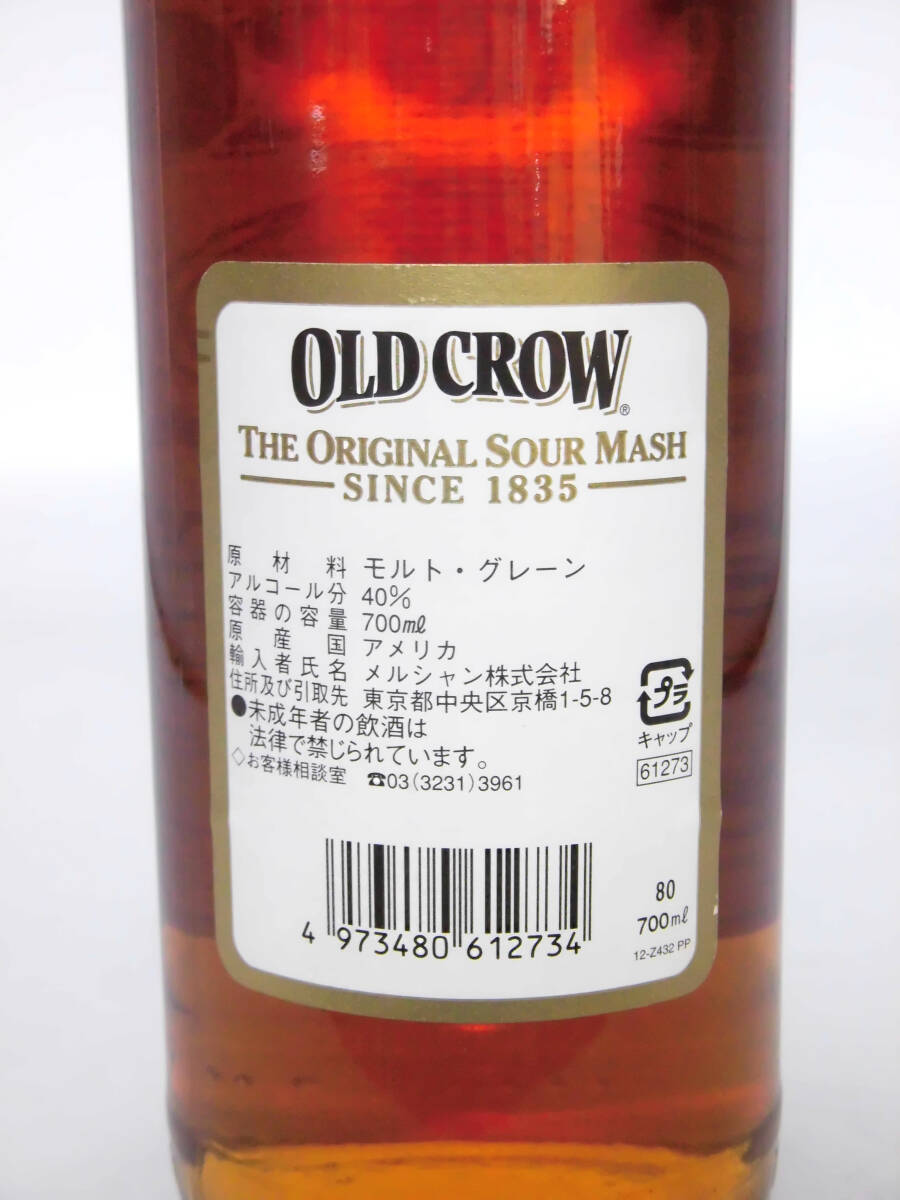 OLD CROW®
THE ORIGINAL SOUR MASH
SINCE 1835
原材料 モルト・グレーン
アルコール分 40%
容器の容量 700mℓ
原産国 アメリカ
輸入者氏名 メルシャン株式会社
住所及び引取先 東京都中央区京橋1-5-8
●未成年者の飲酒は
法律で禁じられています。
◇お客様相談室 ☎03(3231)3961
プラ
キャップ
61273
4 973480 612734
80
700mℓ
12-Z432 PP